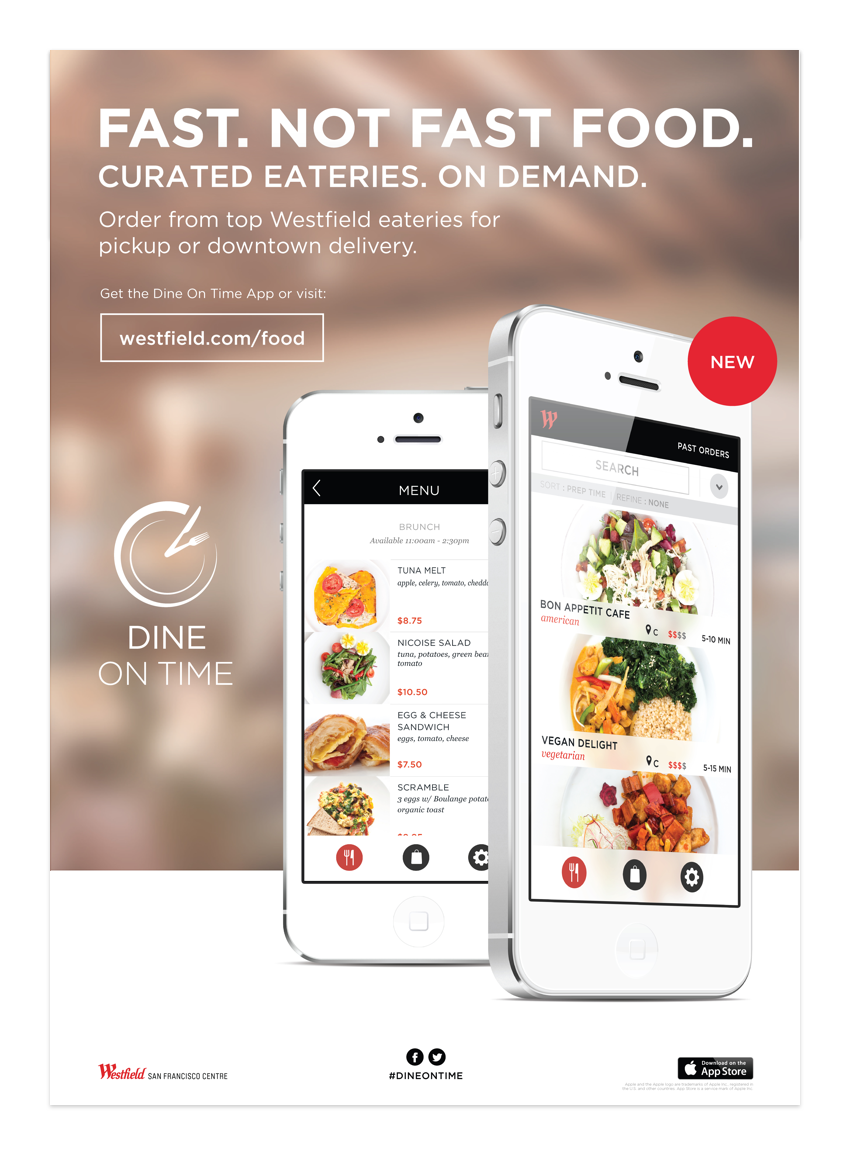 FAST. NOT FAST FOOD.
CURATED EATERIES. ON DEMAND.
Order from top Westfield eateries for
pickup or downtown delivery.
Get the Dine On Time App or visit:
westfield.com/food
NEW
DINE
ON TIME
MENU
BRUNCH
Available 11:00am - 2:30pm
TUNA MELT
apple, celery, tomato, chedd
$8.75
NICOISE SALAD
tuna, potatoes, green bea
tomato
$10.50
EGG & CHEESE
SANDWICH
eggs, tomato, cheese
$7.50
SCRAMBLE
3 eggs w/ Boulange potat
organic toast
W
PAST ORDERS
SEARCH
SORT : PREP TIME REFINE : NONE
BON APPETIT CAFE
american
C $$$$ 5-10 MIN
VEGAN DELIGHT
vegetarian
C $$$$ 5-15 MIN
Westfield SAN FRANCISCO CENTRE
#DINEONTIME
Download on the
App Store
Apple and the Apple logo are trademarks of Apple Inc., registered in
the U.S. and other countries. App Store is a service mark of Apple Inc.